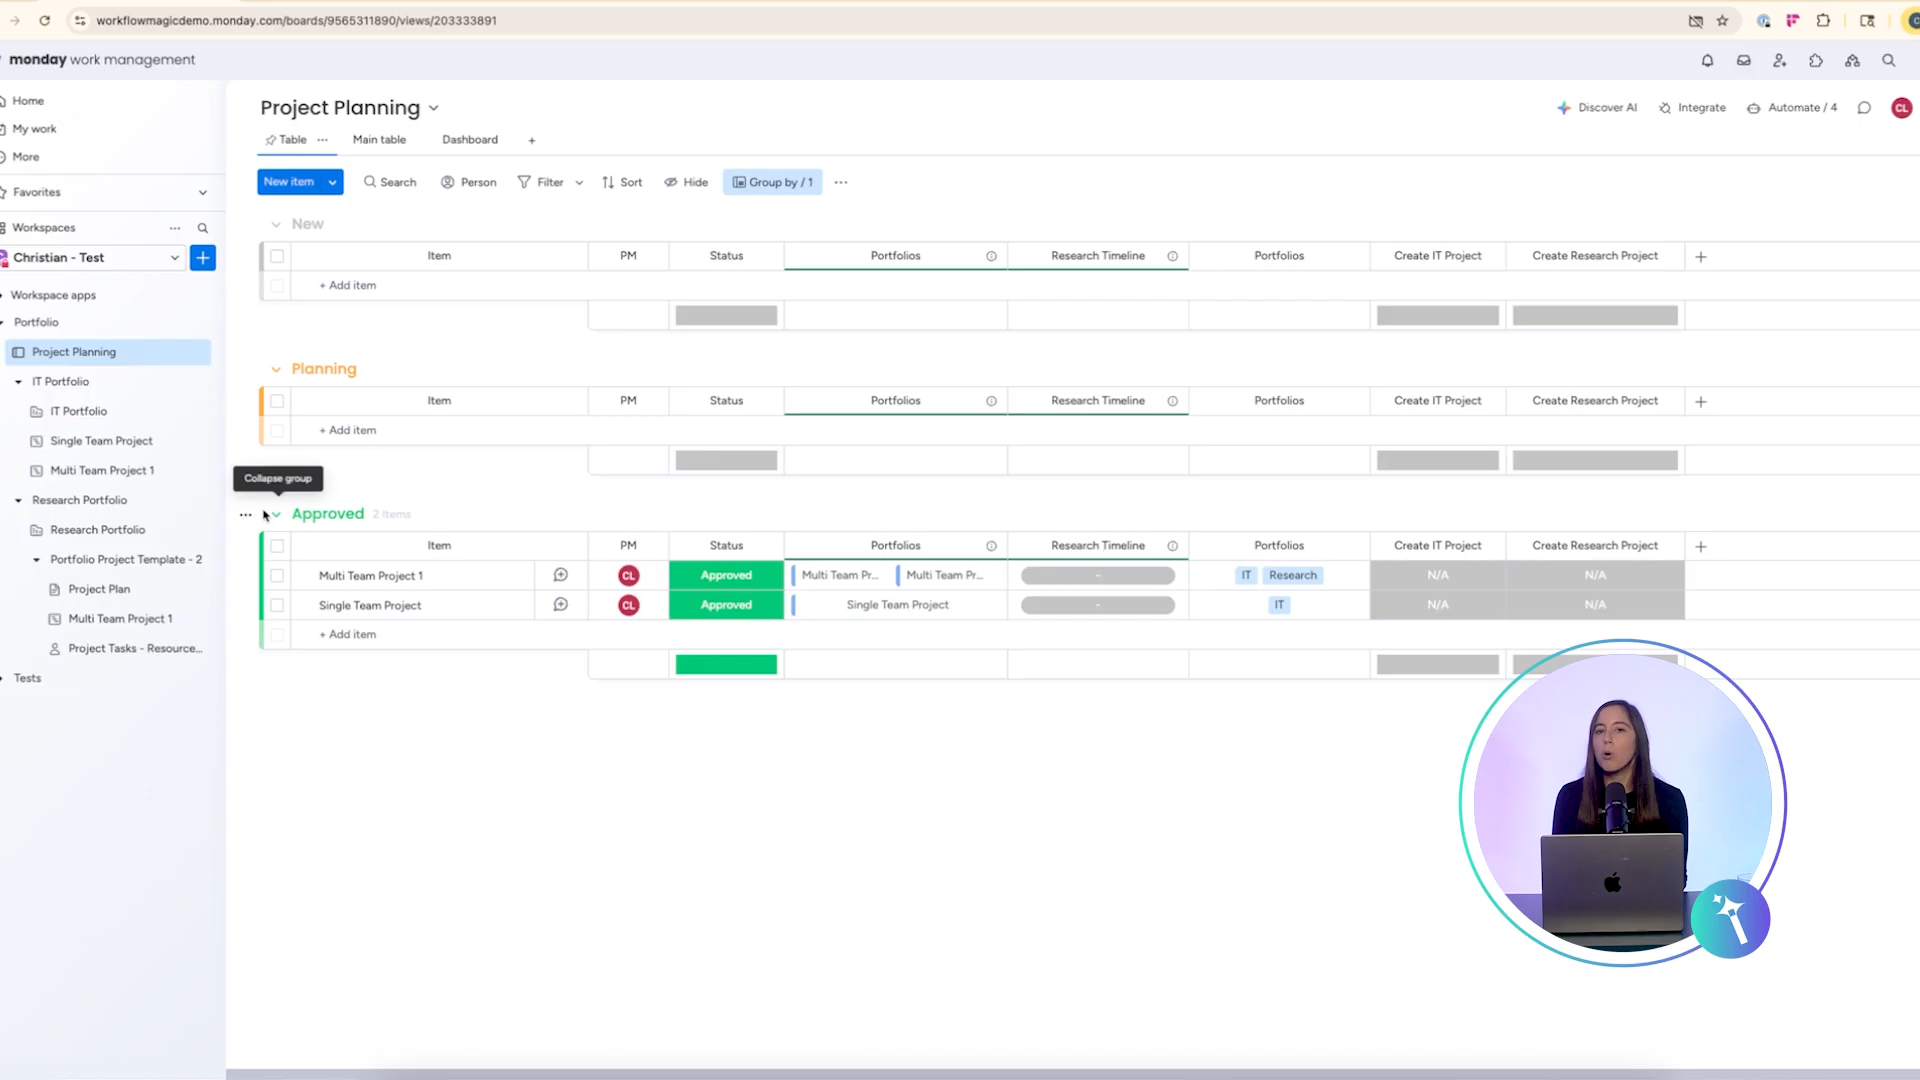 workflowmagicdemo.monday.com/boards/9565311890/views/203333891
monday work management
Home
My work
More
Favorites
Workspaces
Christian - Test
Workspace apps
Portfolio
Project Planning
IT Portfolio
IT Portfolio
Single Team Project
Multi Team Project 1
Research Portfolio
Research Portfolio
Portfolio Project Template - 2
Project Plan
Multi Team Project 1
Project Tasks - Resource...
Tests
Project Planning
Discover AI Integrate Automate / 4 CL
Table Main table Dashboard +
New item Search Person Filter Sort Hide Group by / 1
New
Item PM Status Portfolios Research Timeline Portfolios Create IT Project Create Research Project
+ Add item
Planning
Item PM Status Portfolios Research Timeline Portfolios Create IT Project Create Research Project
+ Add item
Collapse group
Approved 2 Items
Item PM Status Portfolios Research Timeline Portfolios Create IT Project Create Research Project
Multi Team Project 1 CL Approved Multi Team Pr... Multi Team Pr... - IT Research N/A N/A
Single Team Project CL Approved Single Team Project - IT N/A N/A
+ Add item